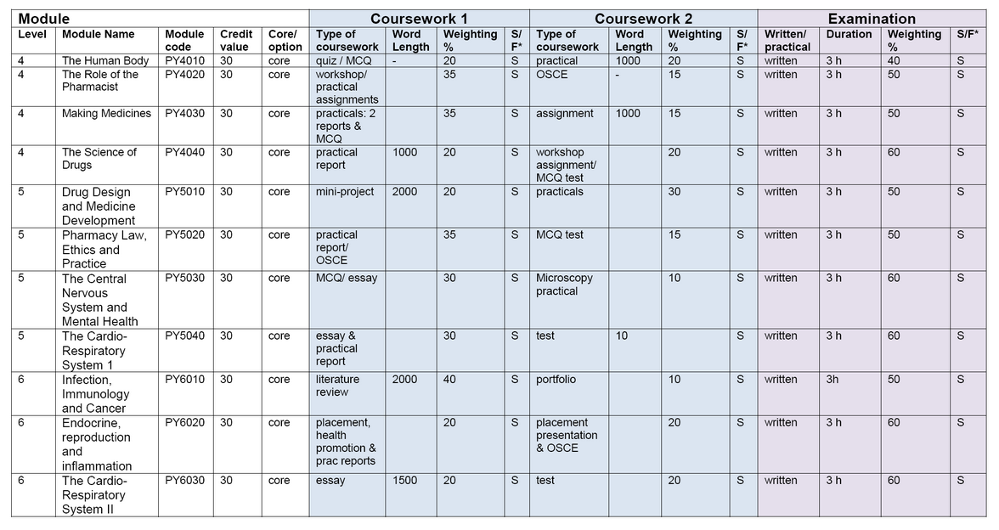 Module Coursework 1 Coursework 2 Examination
Level Module Name Module code Credit value Core/ option Type of coursework Word Length Weighting % S/ F* Type of coursework Word Length Weighting % S/ F* Written/ practical Duration Weighting % S/F*
4 The Human Body PY4010 30 core quiz / MCQ - 20 S practical 1000 20 S written 3 h 40 S
4 The Role of the Pharmacist PY4020 30 core workshop/ practical assignments 35 S OSCE - 15 S written 3 h 50 S
4 Making Medicines PY4030 30 core practicals: 2 reports & MCQ 35 S assignment 1000 15 S written 3 h 50 S
4 The Science of Drugs PY4040 30 core practical report 1000 20 S workshop assignment/ MCQ test 20 S written 3 h 60 S
5 Drug Design and Medicine Development PY5010 30 core mini-project 2000 20 S practicals 30 S written 3 h 50 S
5 Pharmacy Law, Ethics and Practice PY5020 30 core practical report/ OSCE 35 S MCQ test 15 S written 3 h 50 S
5 The Central Nervous System and Mental Health PY5030 30 core MCQ/ essay 30 S Microscopy practical 10 S written 3 h 60 S
5 The Cardio- Respiratory System 1 PY5040 30 core essay & practical report 30 S test 10 S written 3 h 60 S
6 Infection, Immunology and Cancer PY6010 30 core literature review 2000 40 S portfolio 10 S written 3h 50 S
6 Endocrine, reproduction and inflammation PY6020 30 core placement, health promotion & prac reports 20 S placement presentation & OSCE 20 S written 3 h 60 S
6 The Cardio- Respiratory System II PY6030 30 core essay 1500 20 S test 20 S written 3 h 60 S